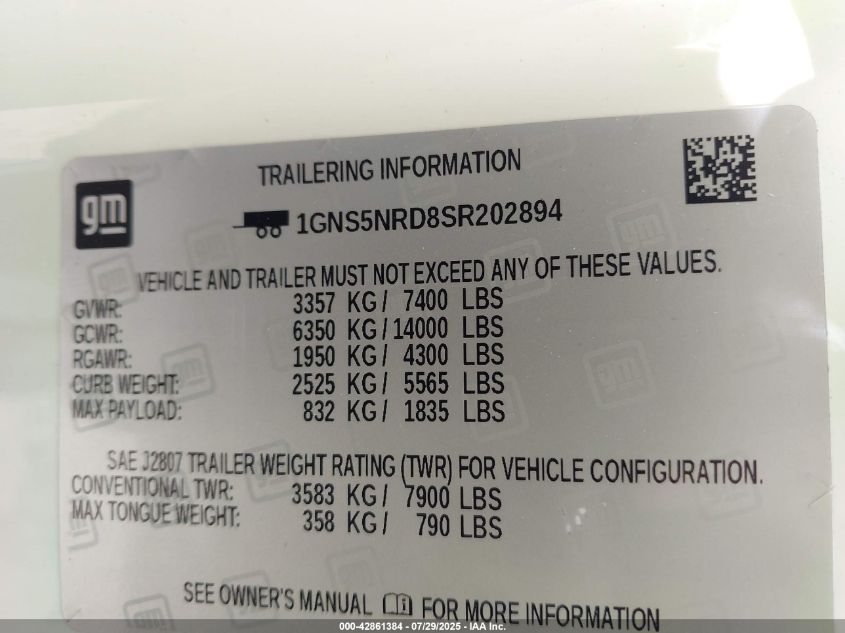 TRAILERING INFORMATION
gm
1GNS5NRD8SR202894
VEHICLE AND TRAILER MUST NOT EXCEED ANY OF THESE VALUES.
GVWR: 3357 KG/ 7400 LBS
GCWR: 6350 KG/14000 LBS
RGAWR: 1950 KG/ 4300 LBS
CURB WEIGHT: 2525 KG/ 5565 LBS
MAX PAYLOAD: 832 KG/ 1835 LBS
SAE J2807 TRAILER WEIGHT RATING (TWR) FOR VEHICLE CONFIGURATION.
CONVENTIONAL TWR: 3583 KG/ 7900 LBS
MAX TONGUE WEIGHT: 358 KG/ 790 LBS
SEE OWNER'S MANUAL FOR MORE INFORMATION
000-42861384 - 07/29/2025 - IAA Inc.